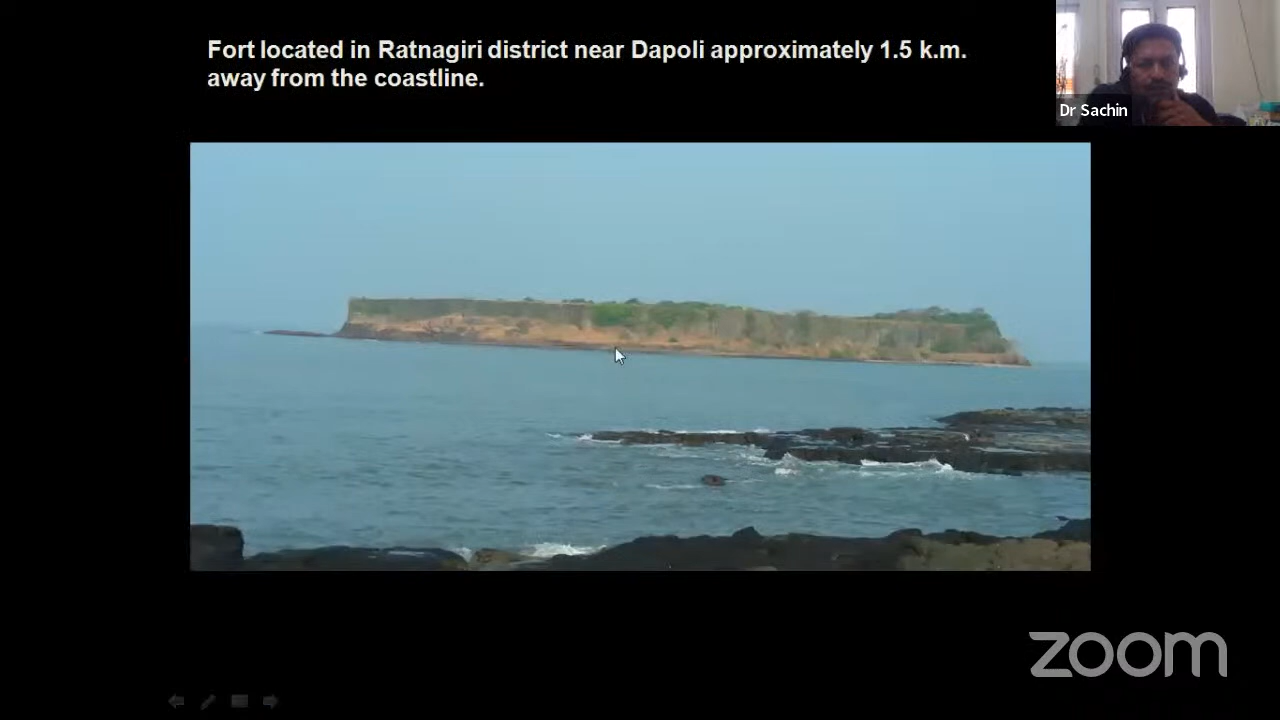 Fort located in Ratnagiri district near Dapoli approximately 1.5 k.m.
away from the coastline.
Dr Sachin
zoom